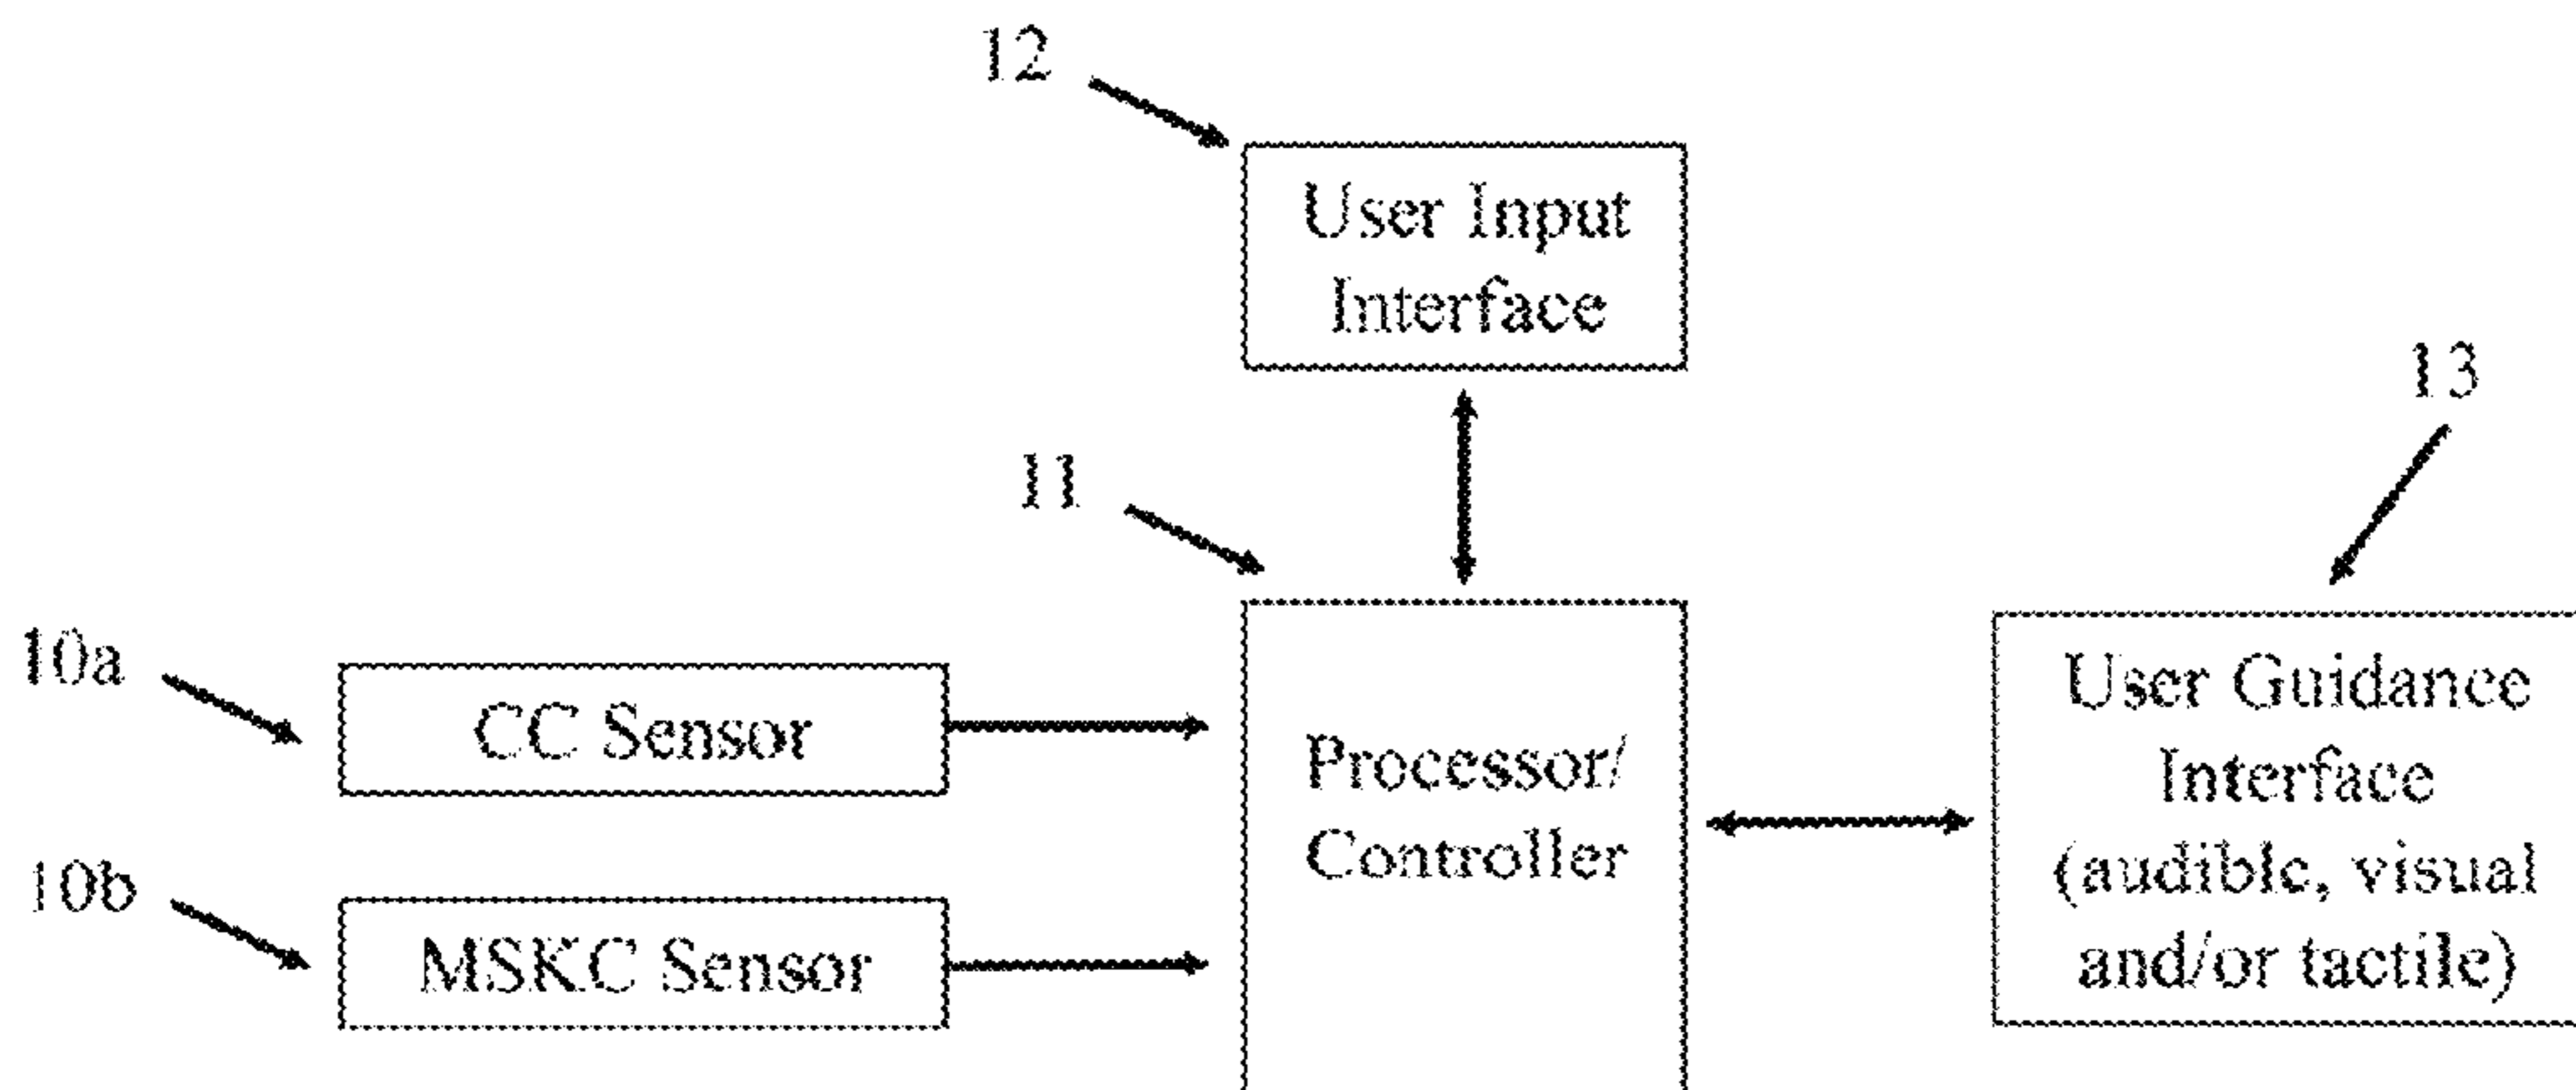 12
User Input
Interface
13
11
10a
CC Sensor
10b
MSKC Sensor
Processor/
Controller
User Guidance
Interface
(audible, visual
and/or tactile)